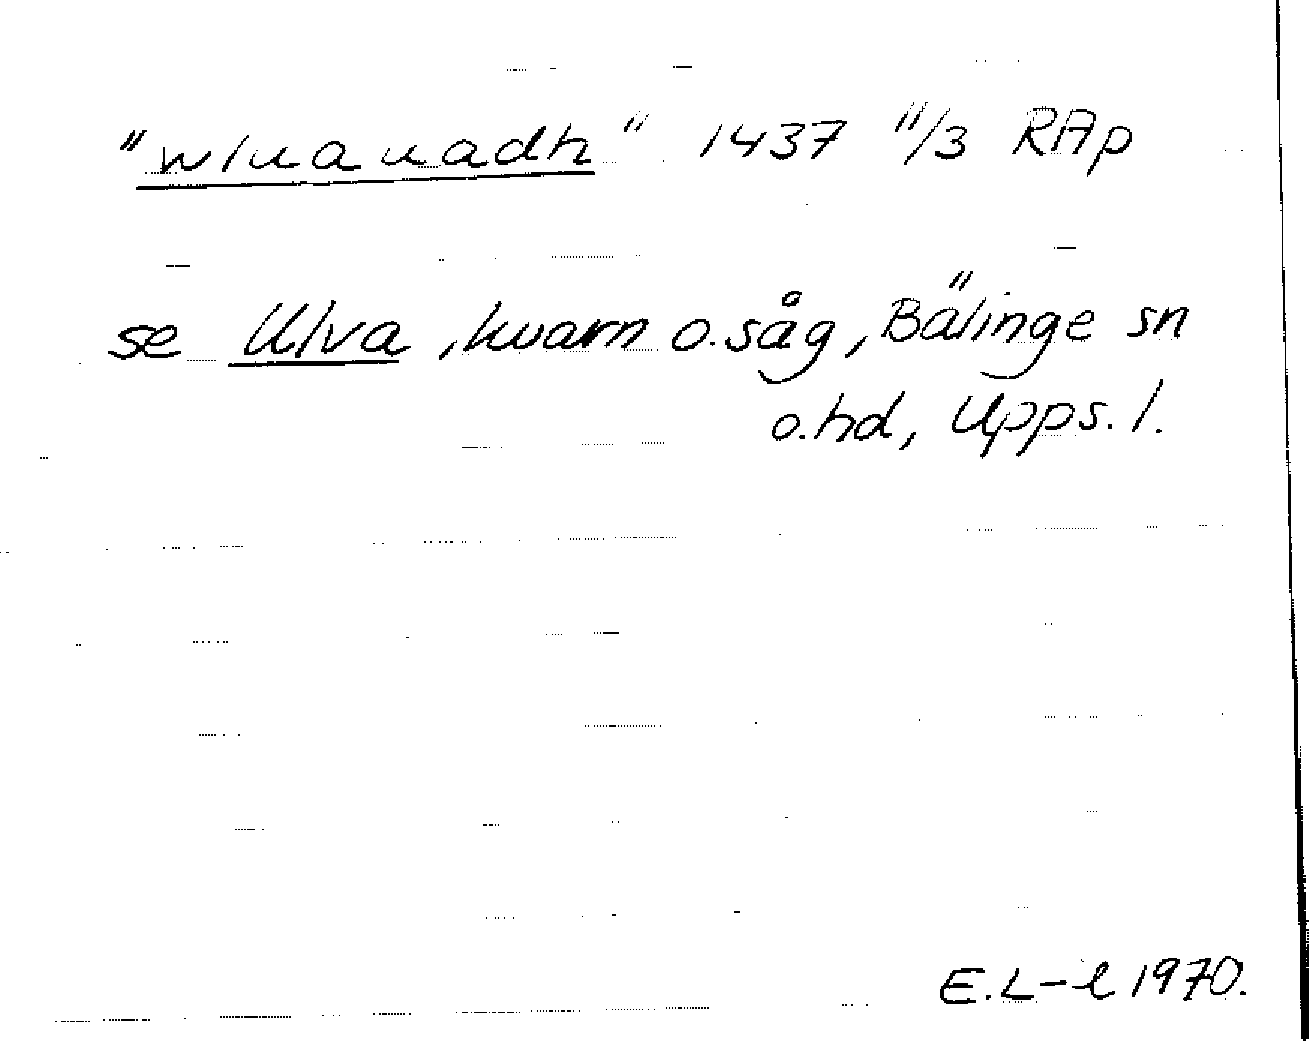 "wluauadh" 1437 11/3 RAp
se Ulva, kvarn o. såg, Bälinge sn
o. hd, Upps. l.
E. L-l 1970.